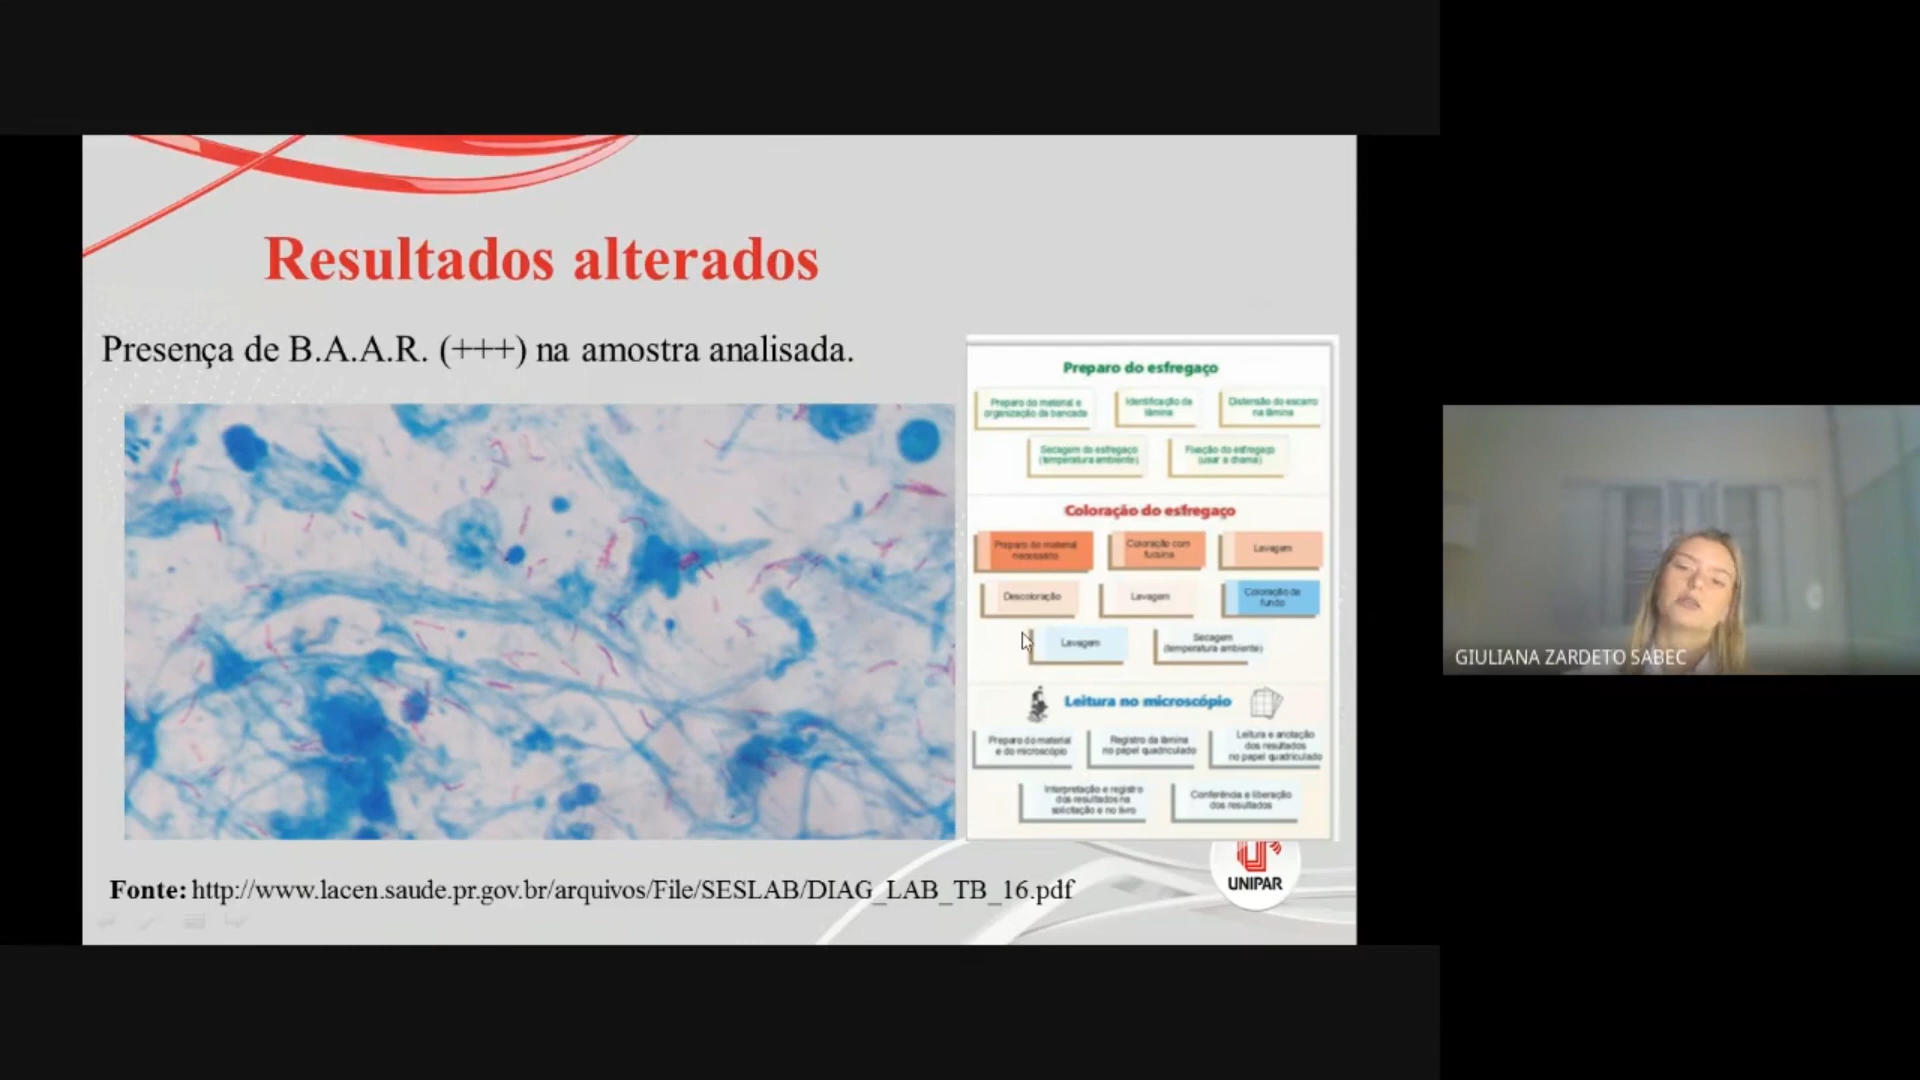 Resultados alterados
Presença de B.A.A.R. (+++) na amostra analisada.
Preparo do esfregaço
Preparo do material e
organização da bancada
Identificação da
lâmina
Distensão do escarro
na lâmina
Secagem do esfregaço
(temperatura ambiente)
Fixação do esfregaço
(usar a chama)
Coloração do esfregaço
Preparo do material
necessário
Coloração com
fucsina
Lavagem
Descoloração
Lavagem
Coloração de
fundo
Lavagem
Secagem
(temperatura ambiente)
Leitura no microscópio
Preparo do material
e do microscópio
Registro da lâmina
no papel quadriculado
Leitura e anotação
dos resultados
no papel quadriculado
Interpretação e registro
dos resultados na
solicitação e no livro
Conferência e liberação
dos resultados
UNIPAR
Fonte: http://www.lacen.saude.pr.gov.br/arquivos/File/SESLAB/DIAG_LAB_TB_16.pdf
GIULIANA ZARDETO SABEC